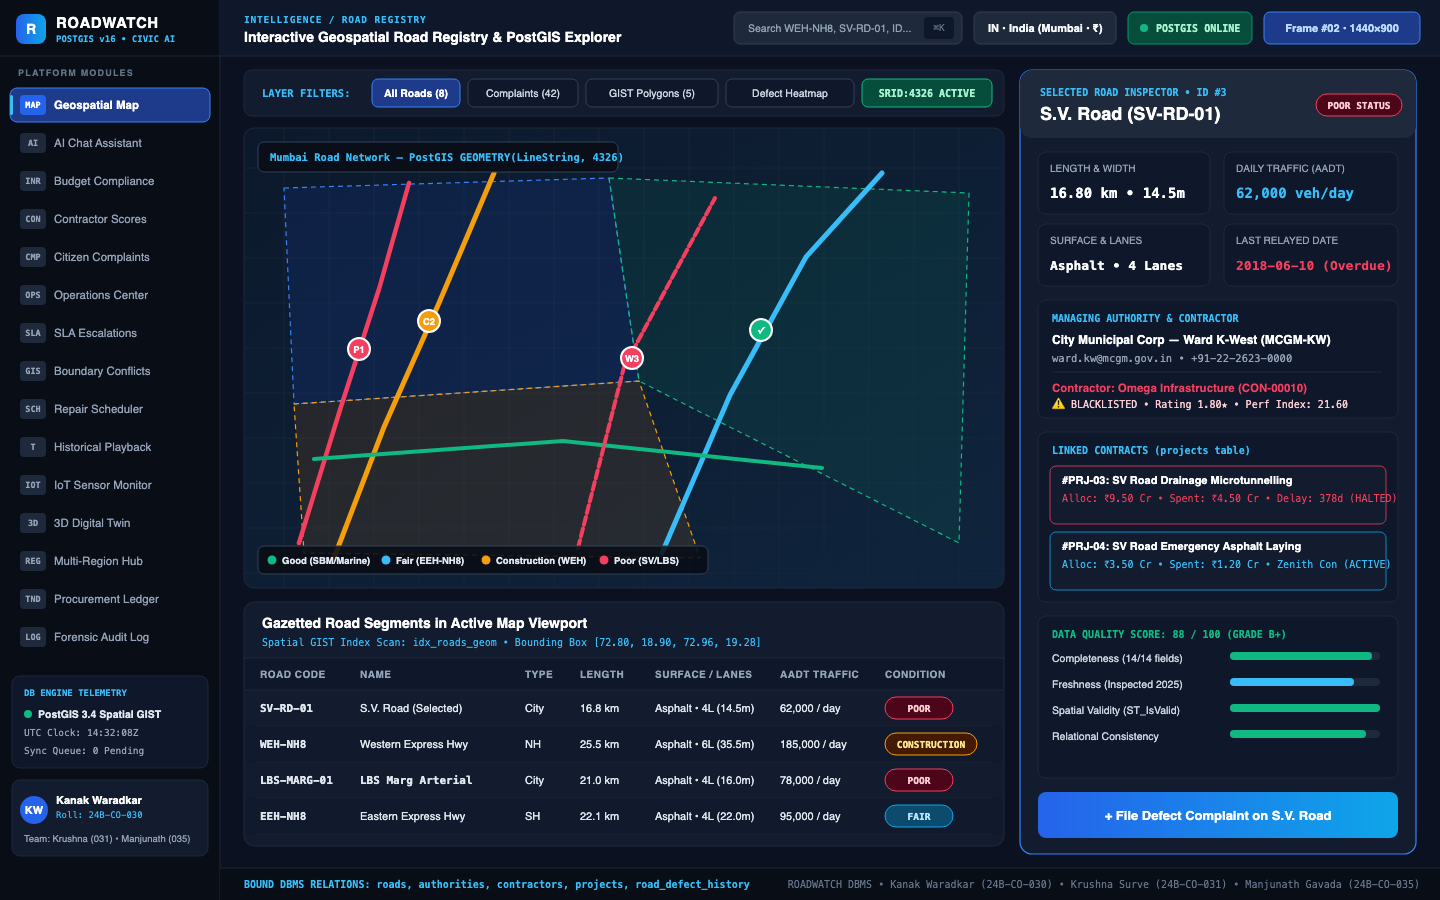 R
ROADWATCH
POSTGIS v16 • CIVIC AI
PLATFORM MODULES
MAP Geospatial Map
AI AI Chat Assistant
INR Budget Compliance
CON Contractor Scores
CMP Citizen Complaints
OPS Operations Center
SLA SLA Escalations
GIS Boundary Conflicts
SCH Repair Scheduler
T Historical Playback
IOT IoT Sensor Monitor
3D 3D Digital Twin
REG Multi-Region Hub
TND Procurement Ledger
LOG Forensic Audit Log
DB ENGINE TELEMETRY
PostGIS 3.4 Spatial GIST
UTC Clock: 14:32:08Z
Sync Queue: 0 Pending
KW
Kanak Waradkar
Roll: 24B-CO-030
Team: Krushna (031) • Manjunath (035)
INTELLIGENCE / ROAD REGISTRY
Interactive Geospatial Road Registry & PostGIS Explorer
Search WEH-NH8, SV-RD-01, ID... ⌘K
IN • India (Mumbai • ₹)
POSTGIS ONLINE
Frame #02 • 1440×900
LAYER FILTERS:
All Roads (8)
Complaints (42)
GIST Polygons (5)
Defect Heatmap
SRID:4326 ACTIVE
Mumbai Road Network — PostGIS GEOMETRY(LineString, 4326)
C2
✓
P1
W3
Good (SBM/Marine) Fair (EEH-NH8) Construction (WEH) Poor (SV/LBS)
Gazetted Road Segments in Active Map Viewport
Spatial GIST Index Scan: idx_roads_geom • Bounding Box [72.80, 18.90, 72.96, 19.28]
ROAD CODE NAME TYPE LENGTH SURFACE / LANES AADT TRAFFIC CONDITION
SV-RD-01 S.V. Road (Selected) City 16.8 km Asphalt • 4L (14.5m) 62,000 / day POOR
WEH-NH8 Western Express Hwy NH 25.5 km Asphalt • 6L (35.5m) 185,000 / day CONSTRUCTION
LBS-MARG-01 LBS Marg Arterial City 21.0 km Asphalt • 4L (16.0m) 78,000 / day POOR
EEH-NH8 Eastern Express Hwy SH 22.1 km Asphalt • 4L (22.0m) 95,000 / day FAIR
SELECTED ROAD INSPECTOR • ID #3
S.V. Road (SV-RD-01)
POOR STATUS
LENGTH & WIDTH
16.80 km • 14.5m
DAILY TRAFFIC (AADT)
62,000 veh/day
SURFACE & LANES
Asphalt • 4 Lanes
LAST RELAYED DATE
2018-06-10 (Overdue)
MANAGING AUTHORITY & CONTRACTOR
City Municipal Corp — Ward K-West (MCGM-KW)
ward.kw@mcgm.gov.in • +91-22-2623-0000
Contractor: Omega Infrastructure (CON-00010)
⚠ BLACKLISTED • Rating 1.80★ • Perf Index: 21.60
LINKED CONTRACTS (projects table)
#PRJ-03: SV Road Drainage Microtunnelling
Alloc: ₹9.50 Cr • Spent: ₹4.50 Cr • Delay: 378d (HALTED)
#PRJ-04: SV Road Emergency Asphalt Laying
Alloc: ₹3.50 Cr • Spent: ₹1.20 Cr • Zenith Con (ACTIVE)
DATA QUALITY SCORE: 88 / 100 (GRADE B+)
Completeness (14/14 fields)
Freshness (Inspected 2025)
Spatial Validity (ST_IsValid)
Relational Consistency
+ File Defect Complaint on S.V. Road
BOUND DBMS RELATIONS: roads, authorities, contractors, projects, road_defect_history
ROADWATCH DBMS • Kanak Waradkar (24B-CO-030) • Krushna Surve (24B-CO-031) • Manjunath Gavada (24B-CO-035)